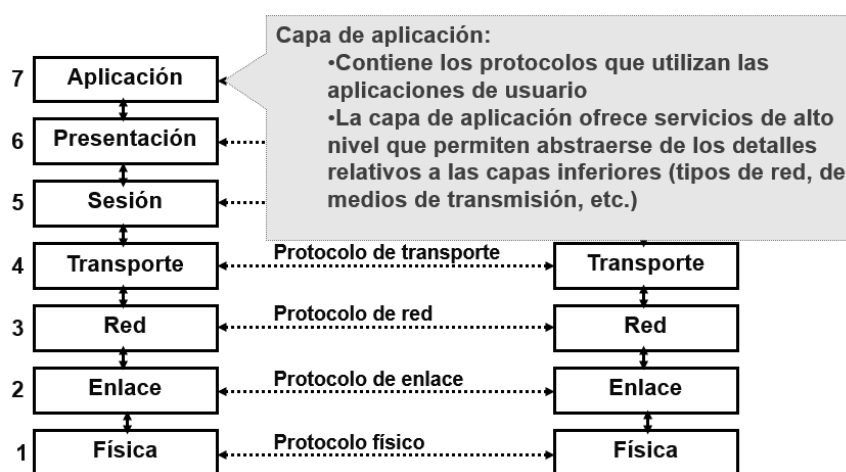 Capa de aplicación:
•Contiene los protocolos que utilizan las
aplicaciones de usuario
•La capa de aplicación ofrece servicios de alto
nivel que permiten abstraerse de los detalles
relativos a las capas inferiores (tipos de red, de
medios de transmisión, etc.)
7 Aplicación
6 Presentación
5 Sesión
4 Transporte Protocolo de transporte Transporte
3 Red Protocolo de red Red
2 Enlace Protocolo de enlace Enlace
1 Física Protocolo físico Física